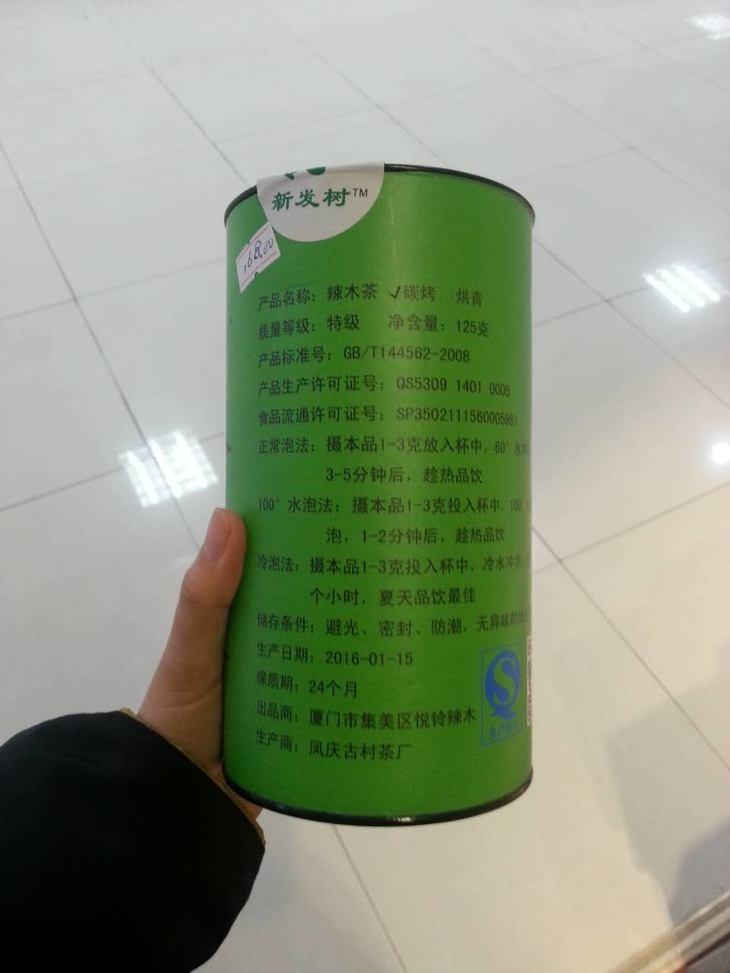 新发树TM
168.00
产品名称：辣木茶 √碳烤 □烘青
质量等级：特级 净含量：125克
产品标准号：GB/T144562-2008
产品生产许可证号：QS5309 1401 0005
食品流通许可证号：SP3502111560005981
正常泡法：摄本品1-3克放入杯中，60°水冲
3-5分钟后，趁热品饮
100°水泡法：摄本品1-3克投入杯中，100°
泡，1-2分钟后，趁热品饮
冷泡法：摄本品1-3克投入杯中，冷水冲
个小时，夏天品饮最佳
储存条件：避光、密封、防潮，无异味
生产日期：2016-01-15
保质期：24个月
出品商：厦门市集美区悦铃辣木
生产商：凤庆古村茶厂